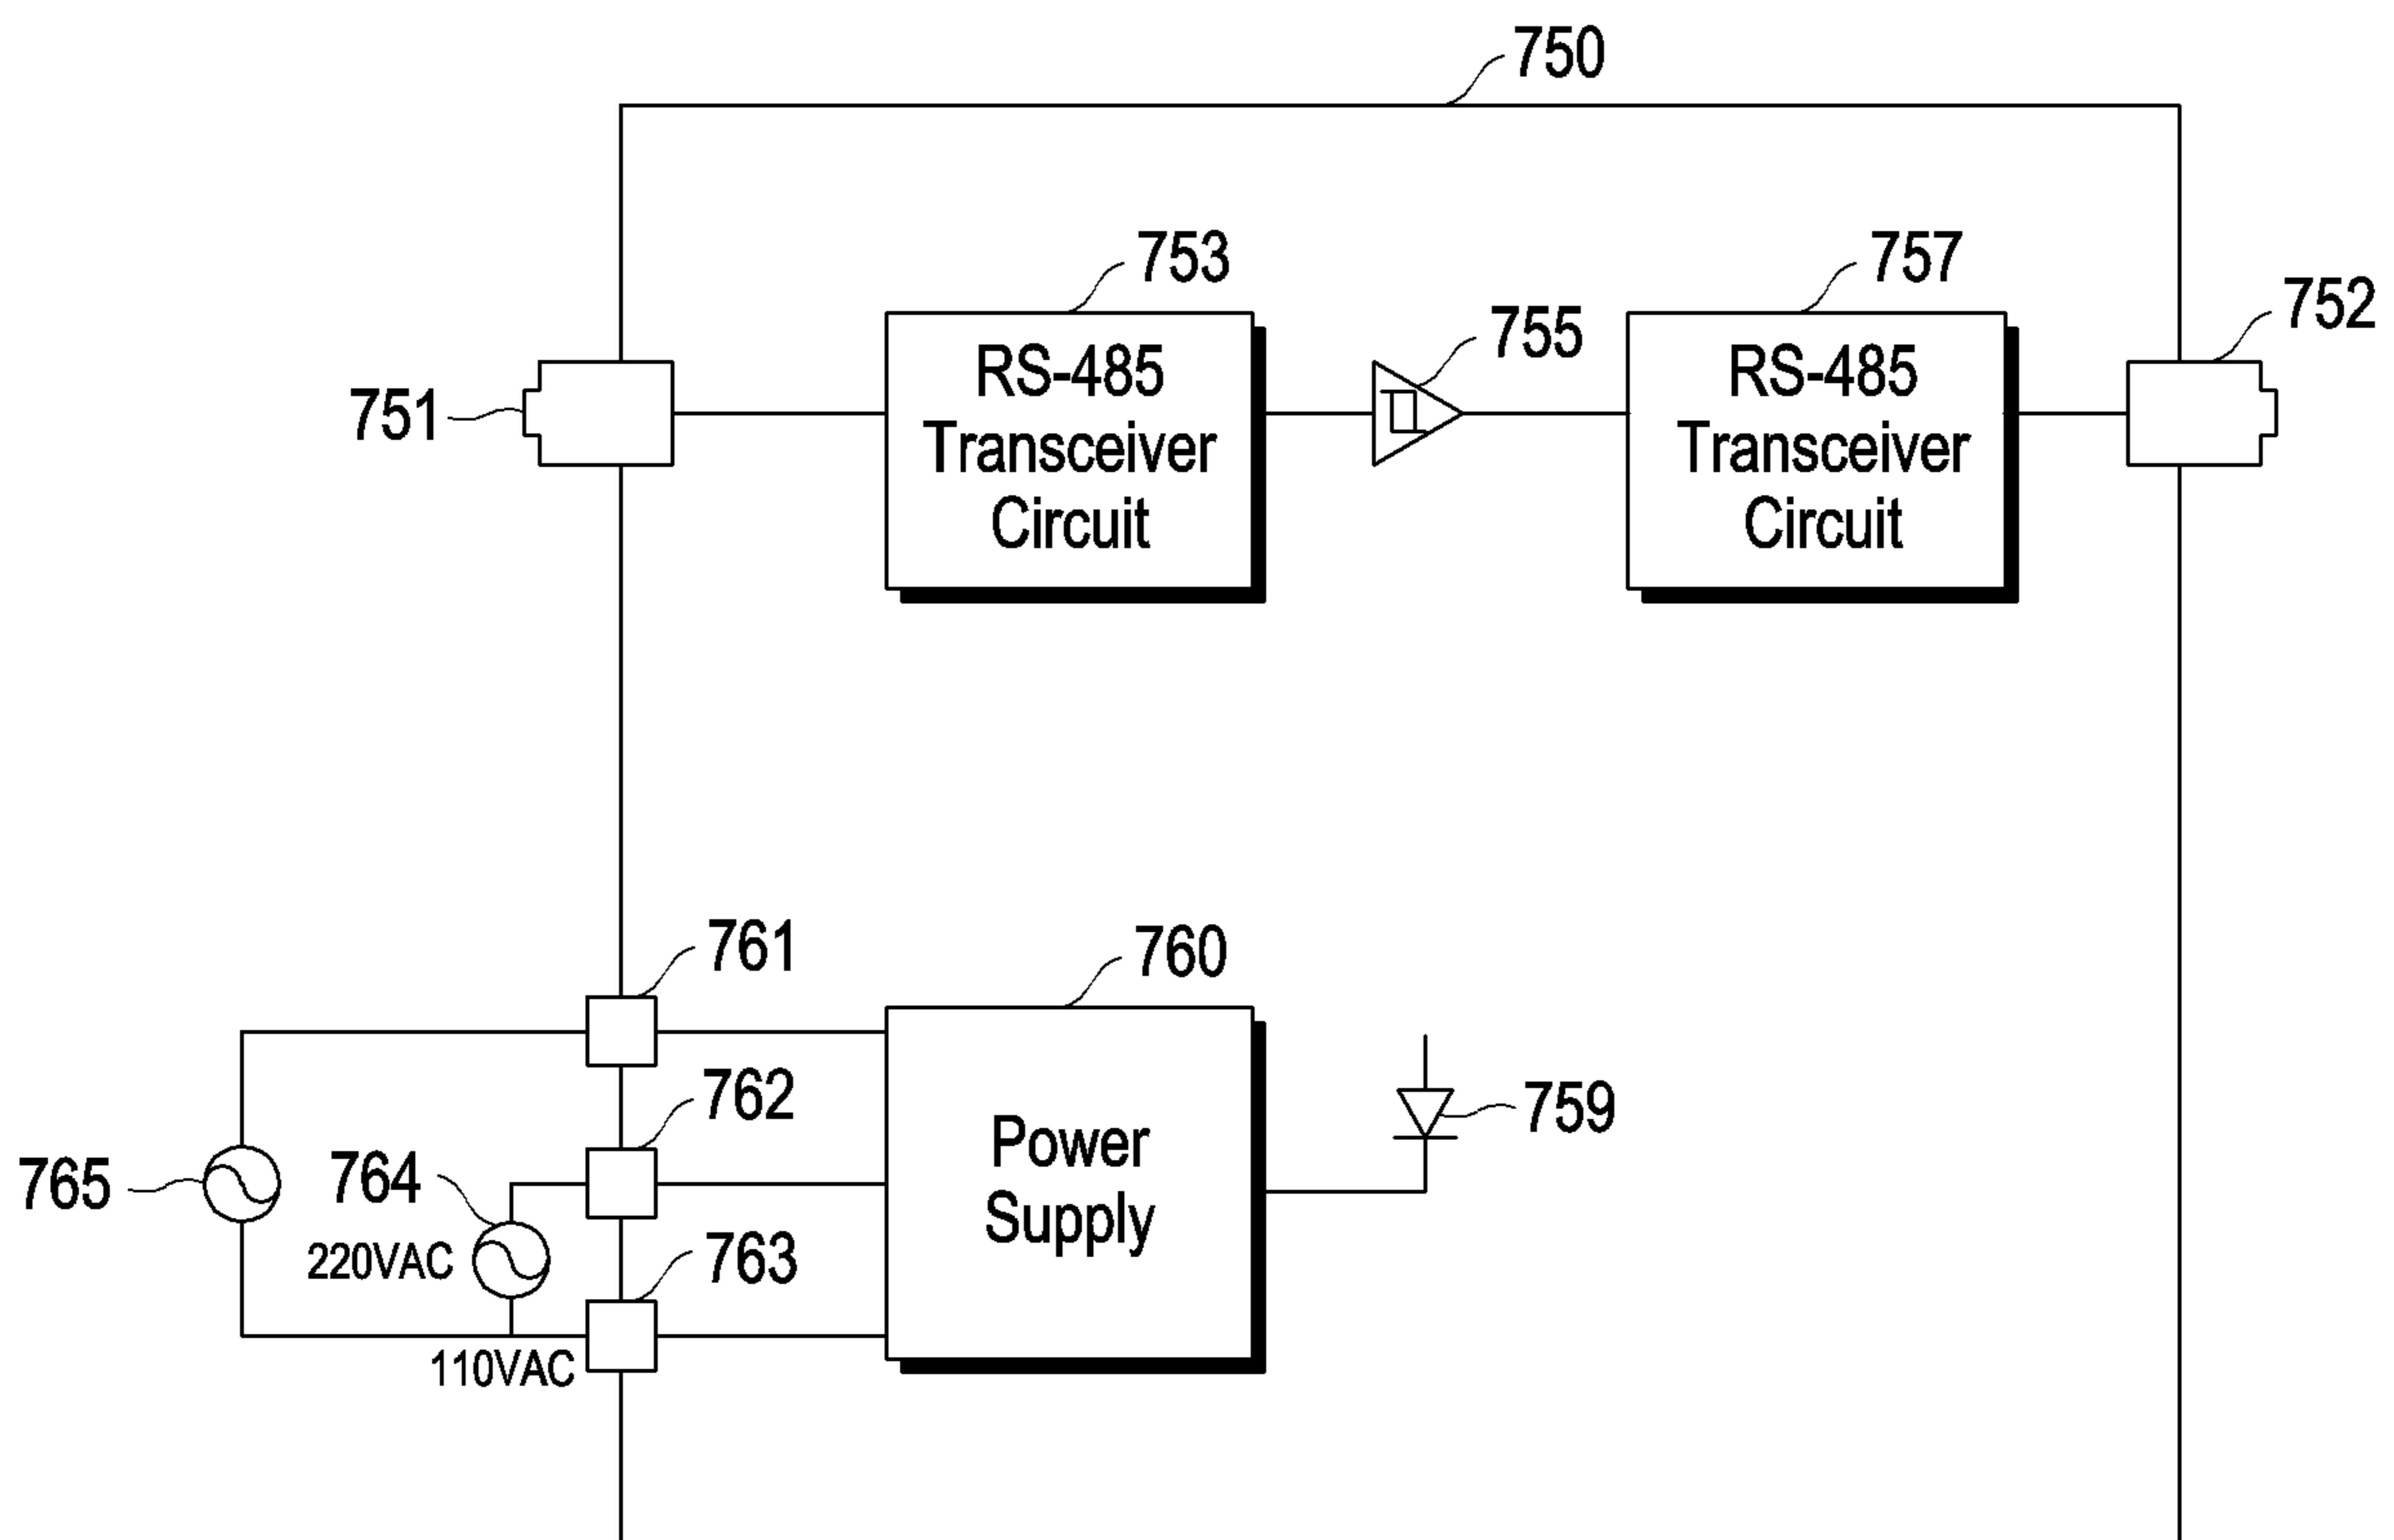 750
753
757
752
755
751
RS-485
Transceiver
Circuit
RS-485
Transceiver
Circuit
761
760
762
759
765
764
Power
Supply
220VAC
763
110VAC